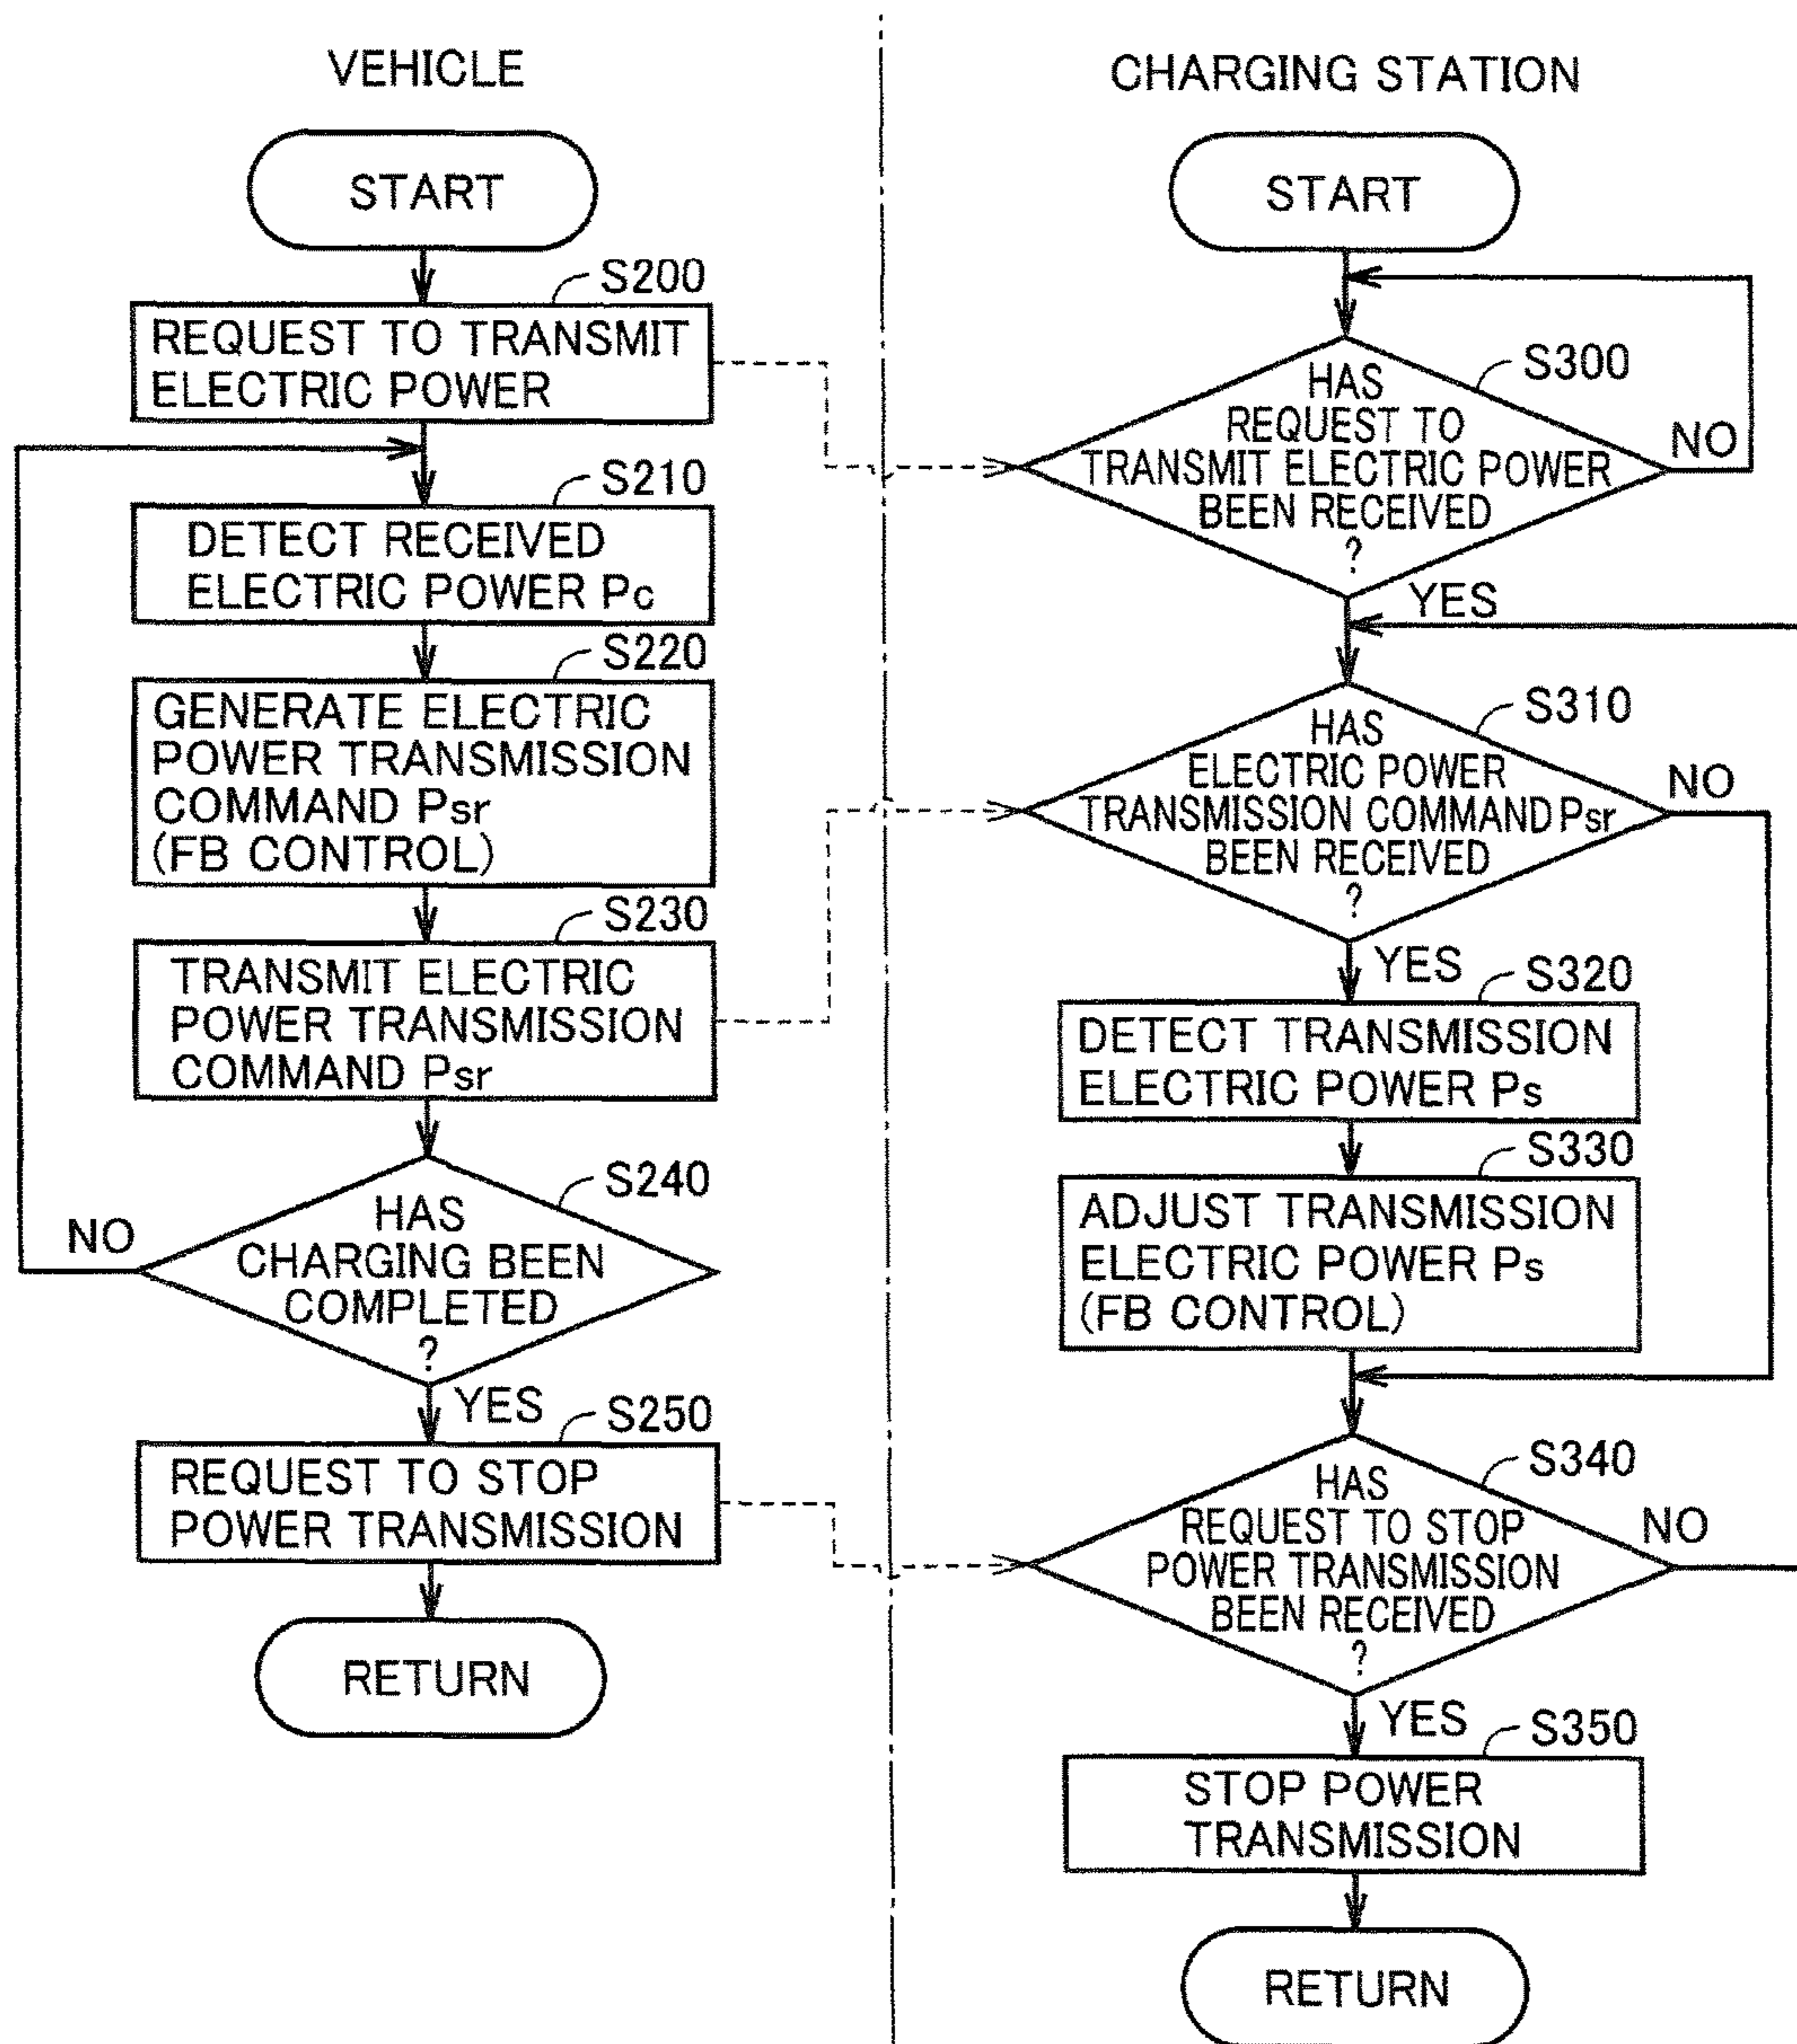 VEHICLE
START
S200
REQUEST TO TRANSMIT
ELECTRIC POWER
S210
DETECT RECEIVED
ELECTRIC POWER Pc
S220
GENERATE ELECTRIC
POWER TRANSMISSION
COMMAND Psr
(FB CONTROL)
S230
TRANSMIT ELECTRIC
POWER TRANSMISSION
COMMAND Psr
S240
HAS
CHARGING BEEN
COMPLETED
?
NO
YES
S250
REQUEST TO STOP
POWER TRANSMISSION
RETURN
CHARGING STATION
START
S300
HAS
REQUEST TO
TRANSMIT ELECTRIC POWER
BEEN RECEIVED
?
NO
YES
S310
HAS
ELECTRIC POWER
TRANSMISSION COMMAND Psr
BEEN RECEIVED
?
NO
YES
S320
DETECT TRANSMISSION
ELECTRIC POWER Ps
S330
ADJUST TRANSMISSION
ELECTRIC POWER Ps
(FB CONTROL)
S340
HAS
REQUEST TO STOP
POWER TRANSMISSION
BEEN RECEIVED
?
NO
YES
S350
STOP POWER
TRANSMISSION
RETURN